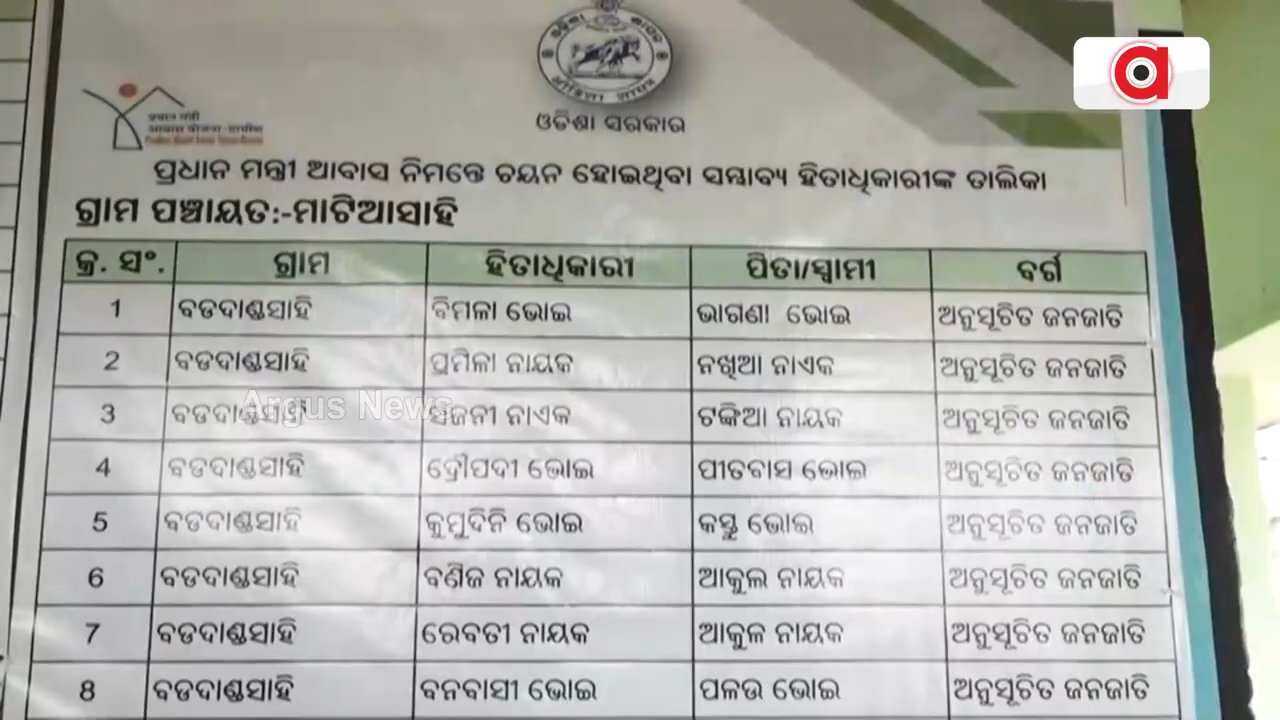 ଓଡ଼ିଶା ସରକାର
ପ୍ରଧାନ ମନ୍ତ୍ରୀ ଆବାସ ନିମନ୍ତେ ଚୟନ ହୋଇଥିବା ସମ୍ଭାବ୍ୟ ହିତାଧିକାରୀଙ୍କ ତାଲିକା
ଗ୍ରାମ ପଞ୍ଚାୟତ:-ମାଟିଆସାହି
କ୍ର. ସଂ. ଗ୍ରାମ ହିତାଧିକାରୀ ପିତା/ସ୍ୱାମୀ ବର୍ଗ
1 ବଡଦାଣ୍ଡସାହି ବିମଳା ଭୋଇ ଭାଗଣା ଭୋଇ ଅନୁସୂଚିତ ଜନଜାତି
2 ବଡଦାଣ୍ଡସାହି ପ୍ରମିଳା ନାୟକ ନଖିଆ ନାଏକ ଅନୁସୂଚିତ ଜନଜାତି
3 ବଡଦାଣ୍ଡସାହି ନାଏକ ଟଙ୍କିଆ ନାୟକ ଅନୁସୂଚିତ ଜନଜାତି
Argus News
4 ବଡଦାଣ୍ଡସାହି ଦ୍ରୌପଦୀ ଭୋଇ ପୀତବାସ ଭୋଇ ଅନୁସୂଚିତ ଜନଜାତି
5 ବଡଦାଣ୍ଡସାହି କୁମୁଦିନି ଭୋଇ କସ୍ତୁ ଭୋଇ ଅନୁସୂଚିତ ଜନଜାତି
6 ବଡଦାଣ୍ଡସାହି ବଣିଜ ନାୟକ ଆକୁଲ ନାୟକ ଅନୁସୂଚିତ ଜନଜାତି
7 ବଡଦାଣ୍ଡସାହି ରେବତୀ ନାୟକ ଆକୁଳ ନାୟକ ଅନୁସୂଚିତ ଜନଜାତି
8 ବଡଦାଣ୍ଡସାହି ବନବାସୀ ଭୋଇ ପଳଉ ଭୋଇ ଅନୁସୂଚିତ ଜନଜାତି